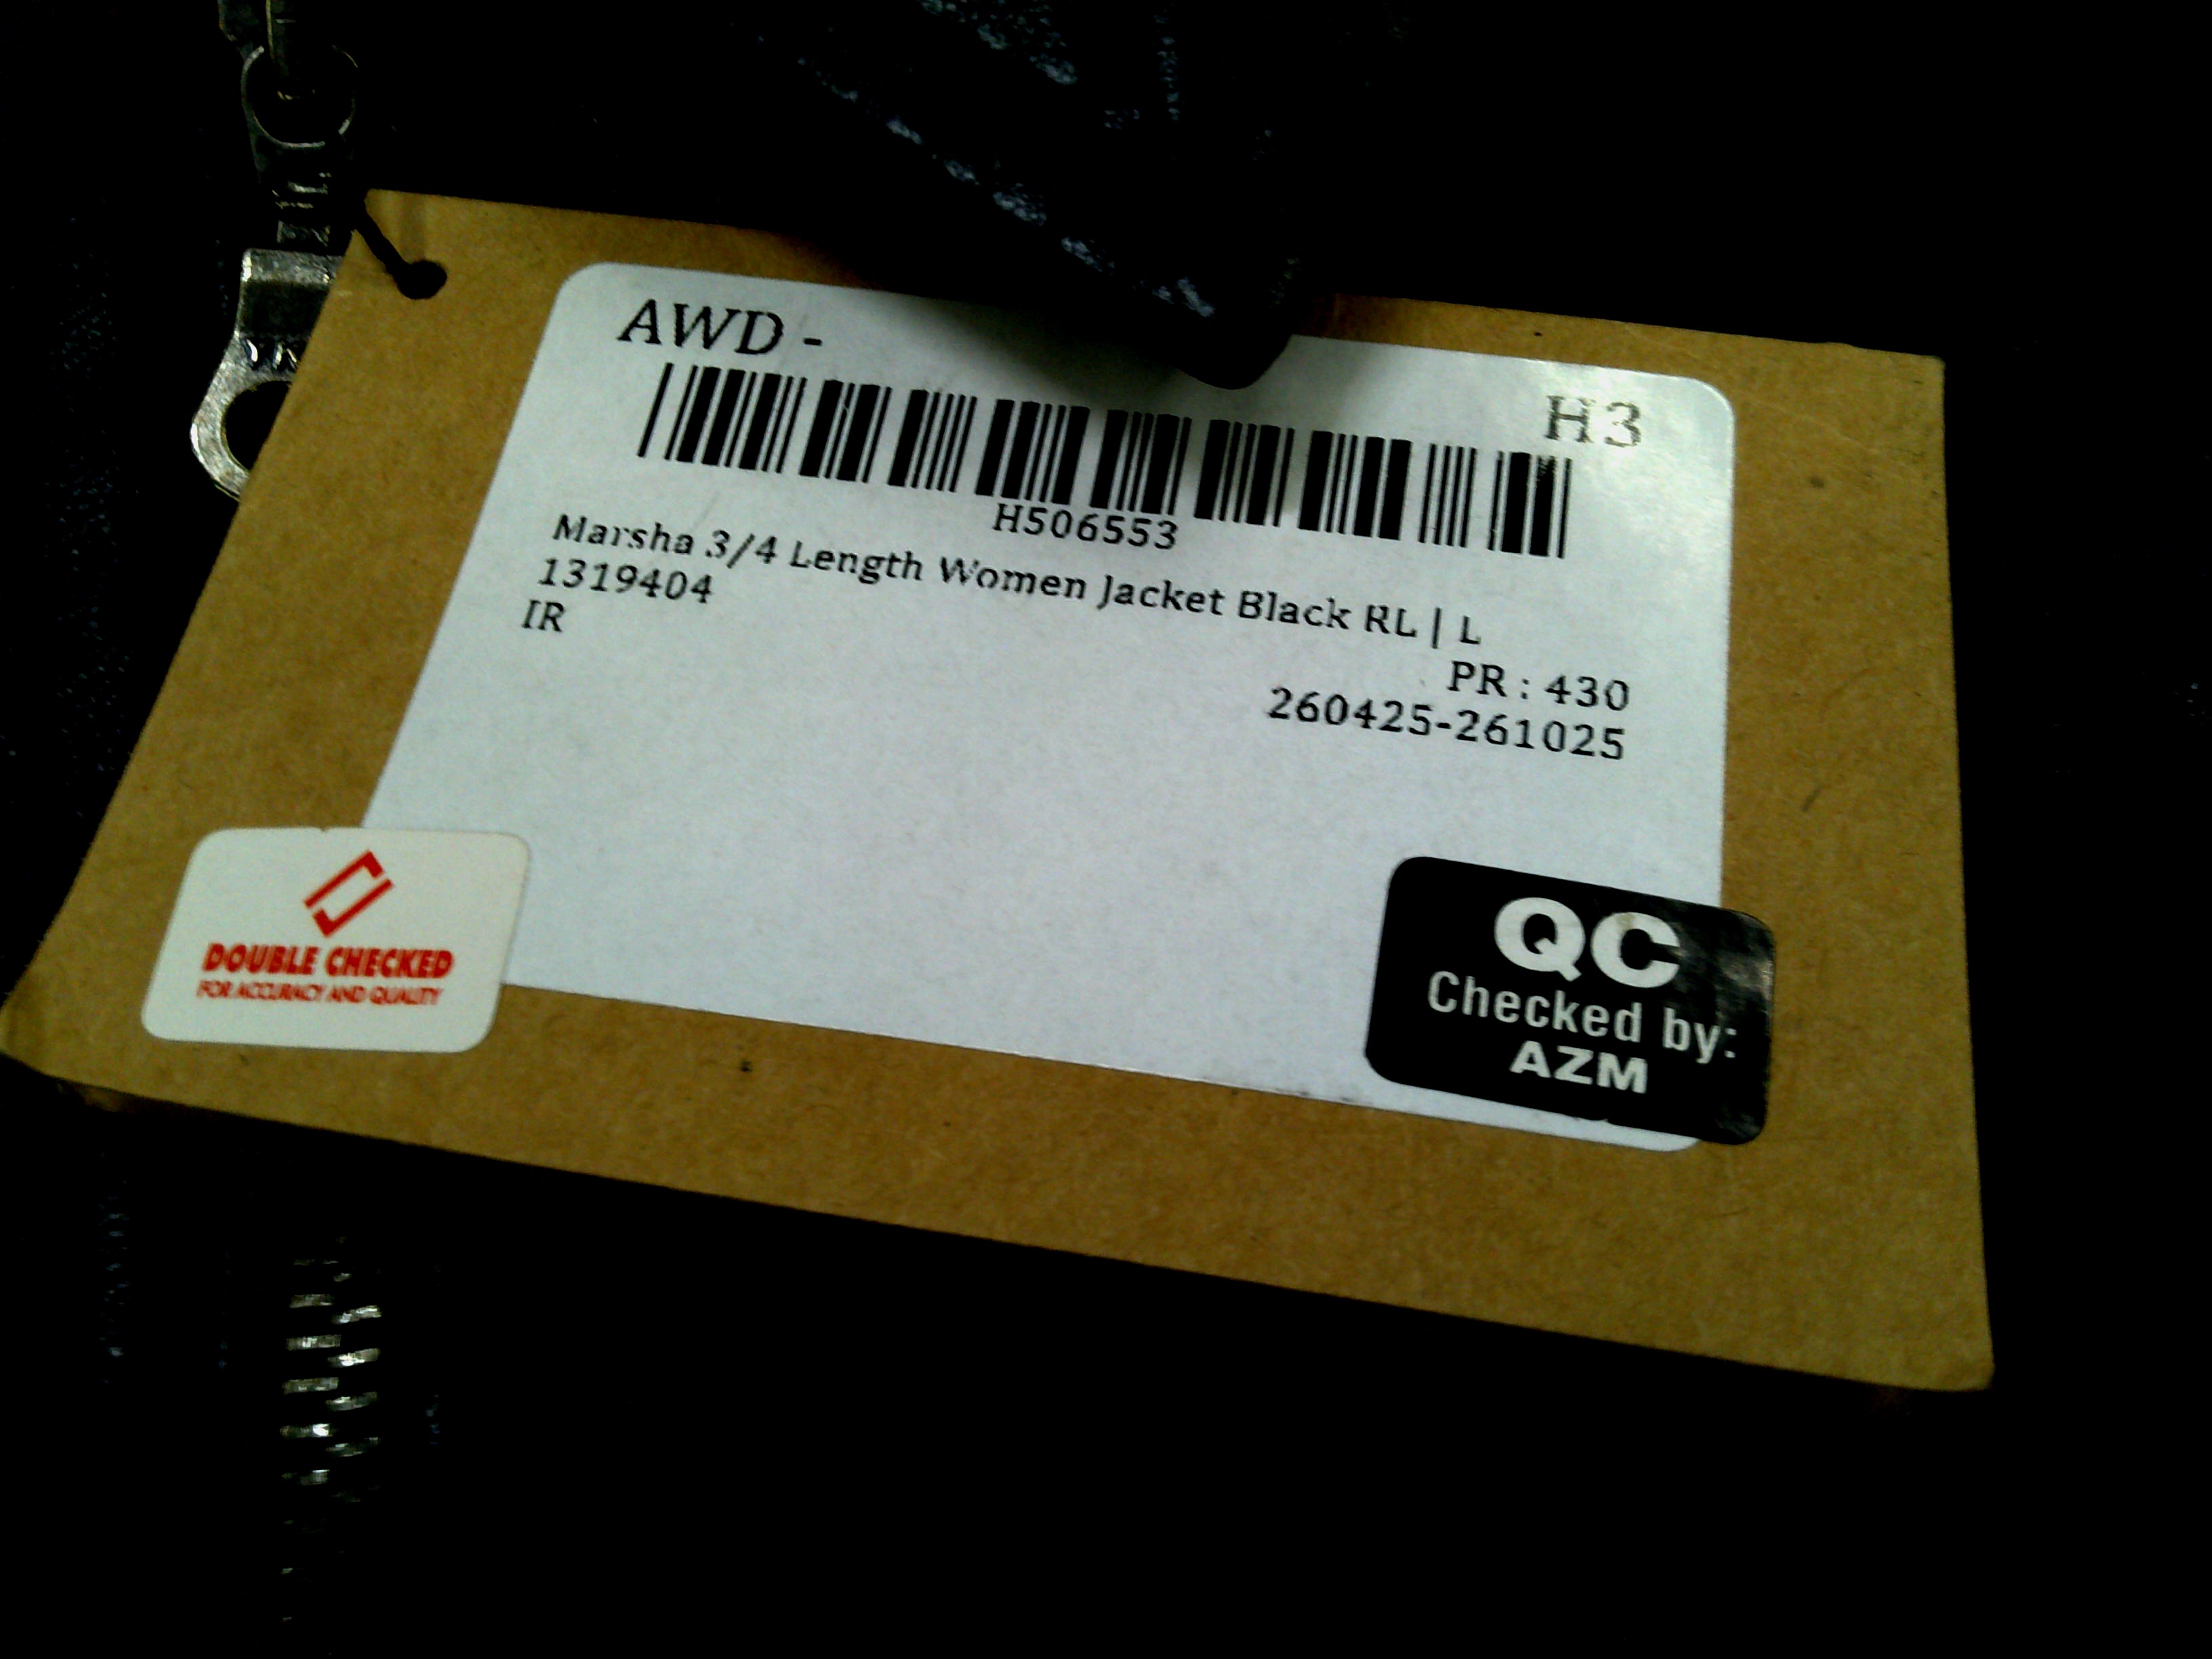 AWD -
H3
H506553
Marsha 3/4 Length Women Jacket Black RL | L
1319404
IR
PR : 430
260425-261025
DOUBLE CHECKED
FOR ACCURACY AND QUALITY
QC
Checked by:
AZM